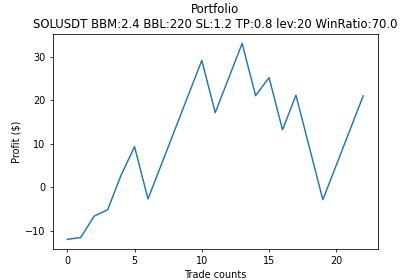 Portfolio
SOLUSDT BBM:2.4 BBL:220 SL:1.2 TP:0.8 lev:20 WinRatio:70.0
30
20
10
0
−10
Profit ($)
0 5 10 15 20
Trade counts